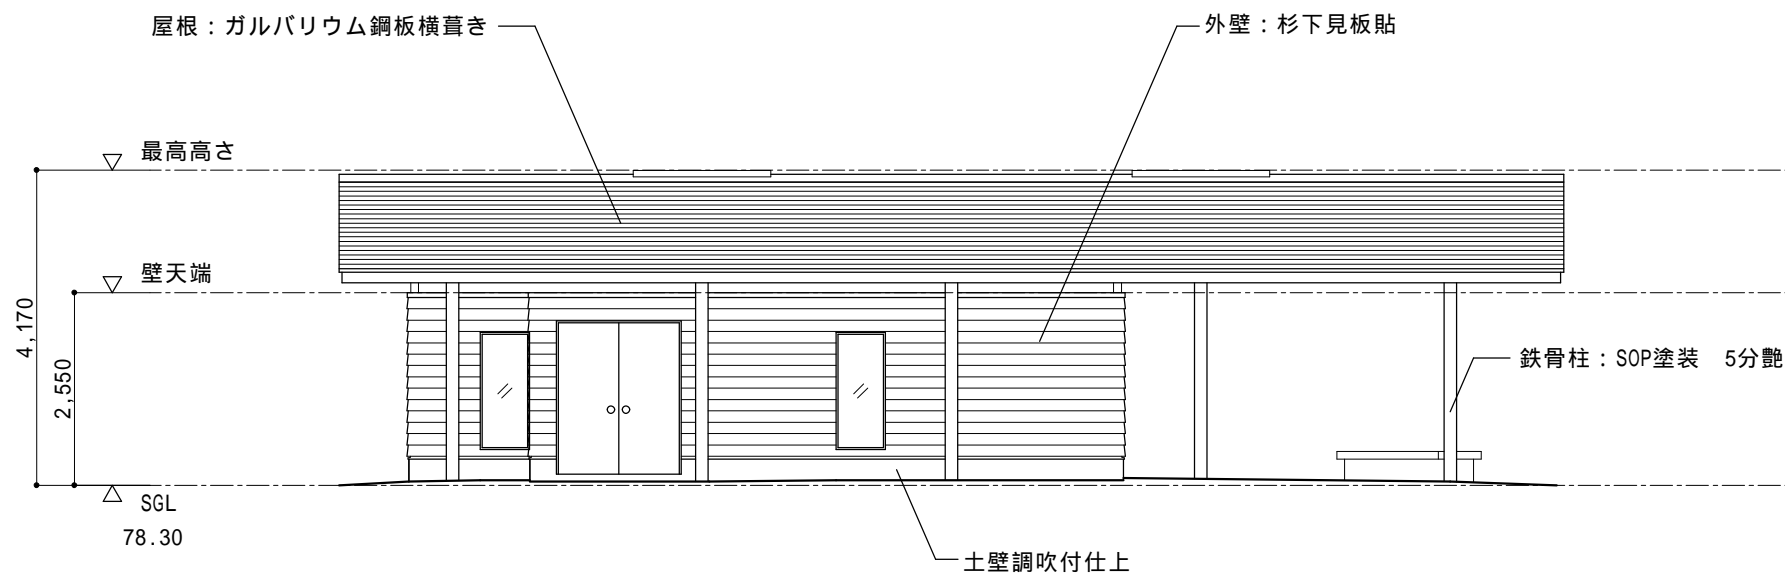 屋根：ガルバリウム鋼板横葺き
外壁：杉下見板貼
最高高さ
壁天端
4,170
2,550
鉄骨柱：SOP塗装　5分艶
SGL
78.30
土壁調吹付仕上